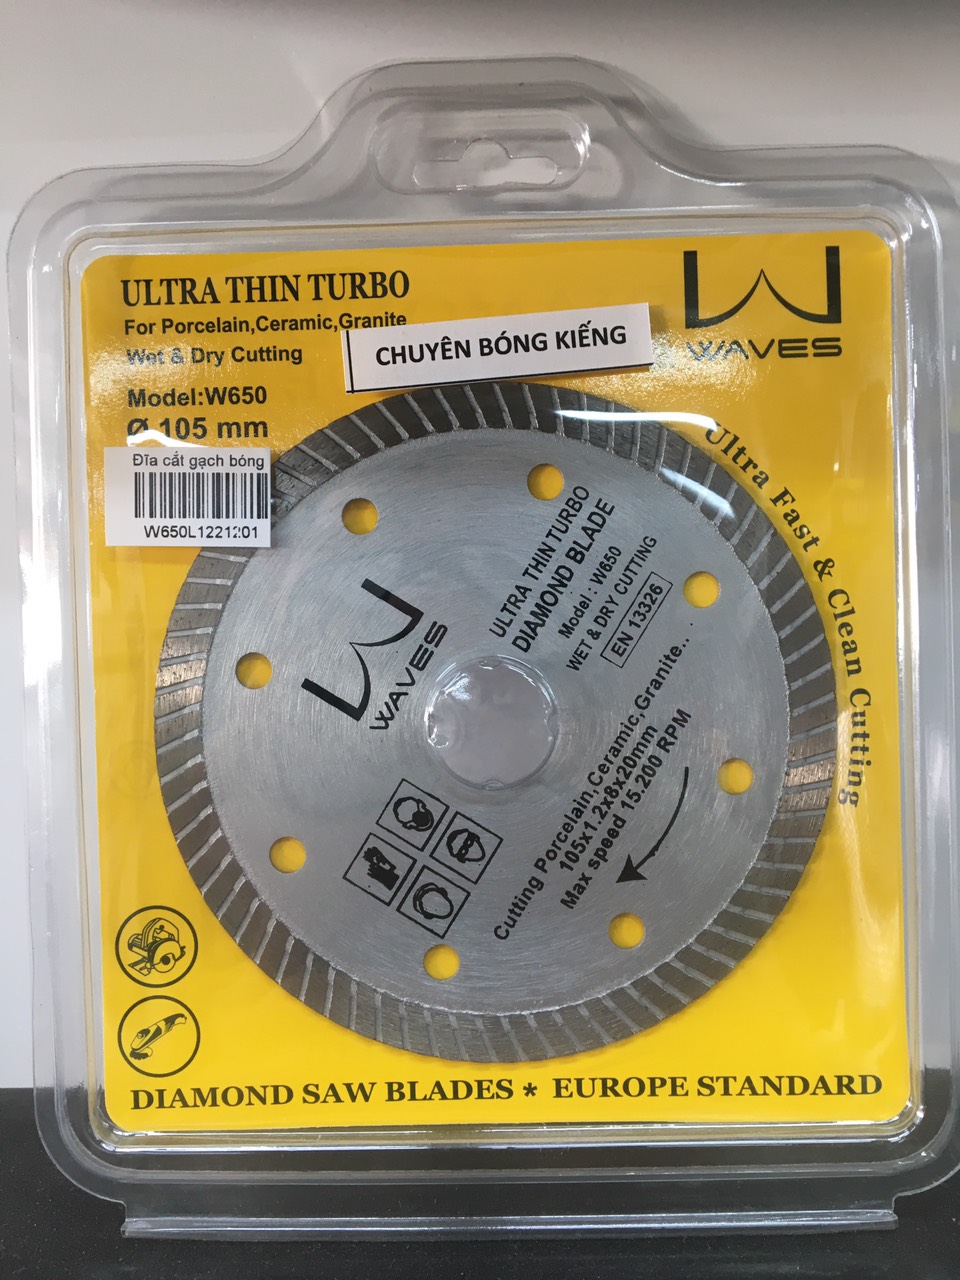 ULTRA THIN TURBO
For Porcelain,Ceramic,Granite
Wet & Dry Cutting
Model:W650
Ø 105 mm
WAVES
CHUYÊN BÓNG KIẾNG
Đĩa cắt gạch bóng
W650L1221201
Ultra Fast & Clean Cutting
WAVES
ULTRA THIN TURBO
DIAMOND BLADE
Model : W650
WET & DRY CUTTING
EN 13326
Cutting Porcelain,Ceramic,Granite..
105x1.2x8x20mm
Max speed 15.200 RPM
DIAMOND SAW BLADES * EUROPE STANDARD